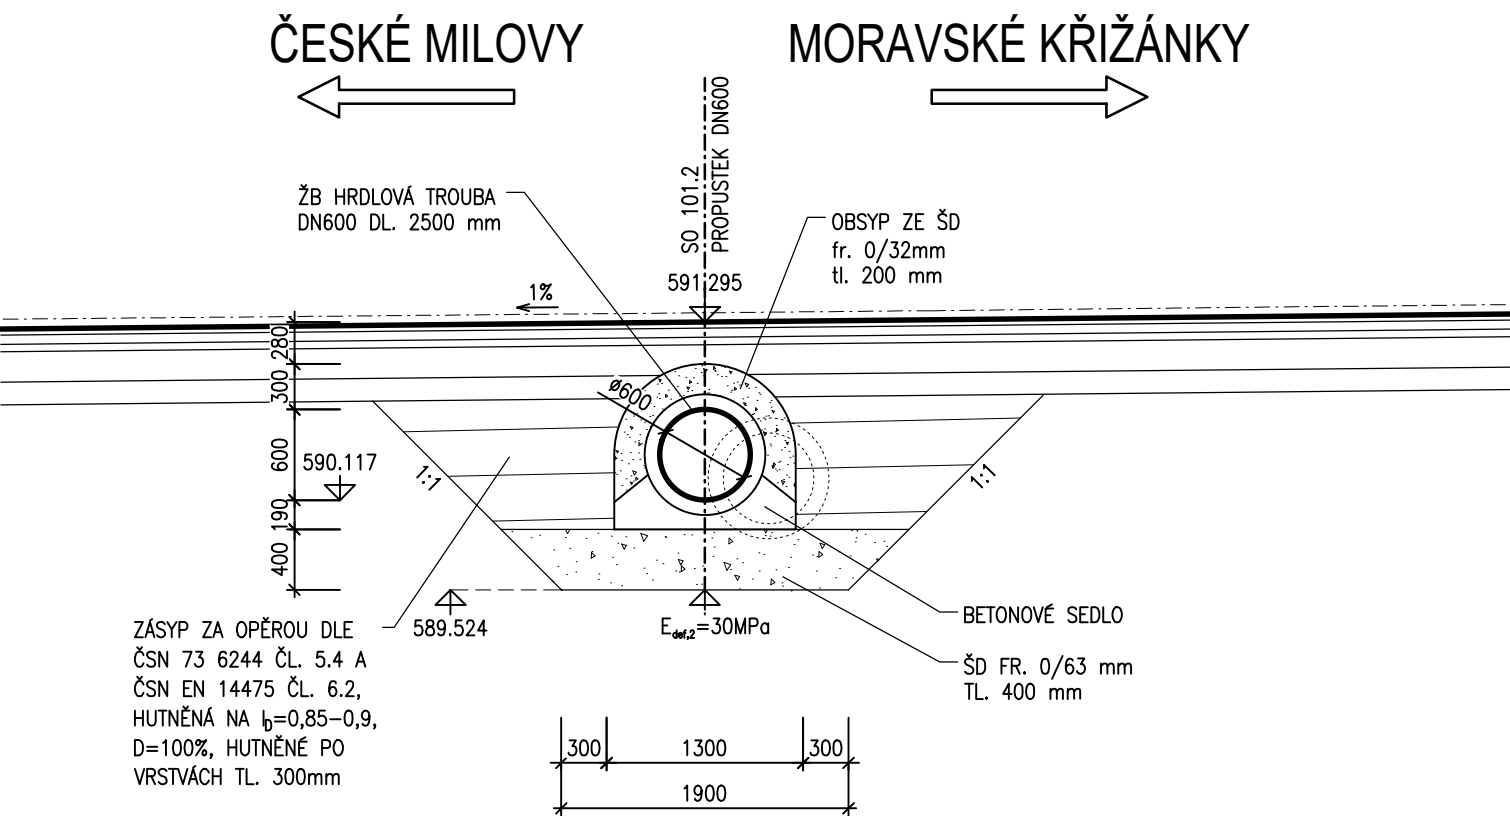 ČESKÉ MILOVY
MORAVSKÉ KŘIŽÁNKY
SO 101.2
PROPUSTEK DN600
ŽB HRDLOVÁ TROUBA
DN600 DL. 2500 mm
OBSYP ZE ŠD
fr. 0/32mm
tl. 200 mm
591.295
1%
280
300
600
190
400
ø600
590.117
1:1
1:1
589.524
E def,2=30MPa
ZÁSYP ZA OPĚROU DLE
ČSN 73 6244 ČL. 5.4 A
ČSN EN 14475 ČL. 6.2,
HUTNĚNÁ NA ID=0,85-0,9,
D=100%, HUTNĚNÉ PO
VRSTVÁCH TL. 300mm
BETONOVÉ SEDLO
ŠD FR. 0/63 mm
TL. 400 mm
300
1300
300
1900